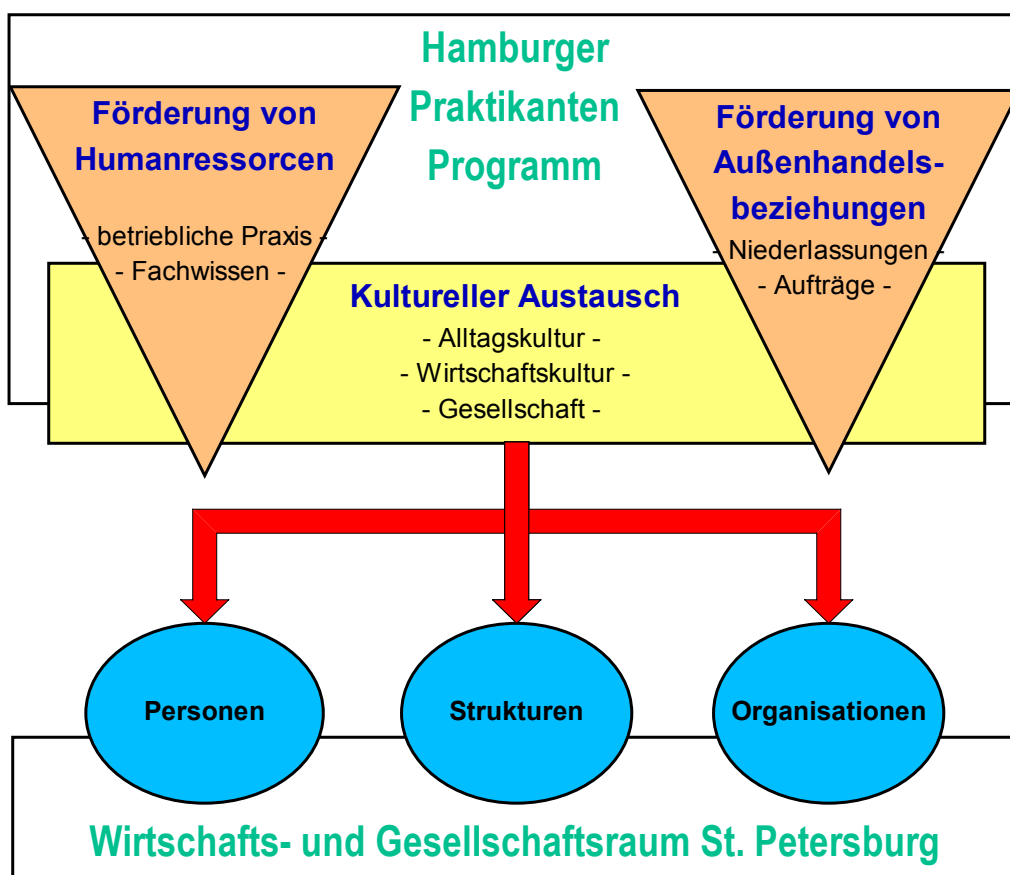 Hamburger
Praktikanten
Programm
Förderung von
Humanressorcen
- betriebliche Praxis -
- Fachwissen -
Förderung von
Außenhandels-
beziehungen
- Niederlassungen -
- Aufträge -
Kultureller Austausch
- Alltagskultur -
- Wirtschaftskultur -
- Gesellschaft -
Personen
Strukturen
Organisationen
Wirtschafts- und Gesellschaftsraum St. Petersburg